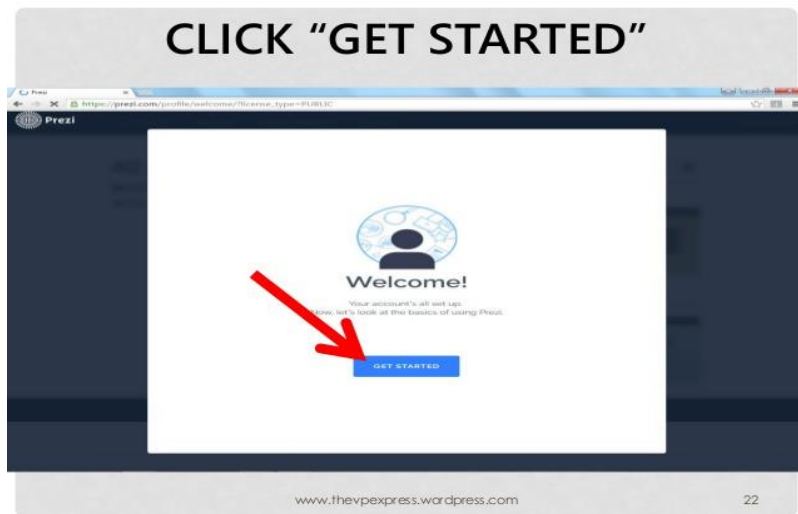 CLICK “GET STARTED”
Prezi
https://prezi.com/profile/welcome/?license_type=PUBLIC
Prezi
Welcome!
Your account's all set up.
Now, let's look at the basics of using Prezi.
GET STARTED
www.thevpexpress.wordpress.com
22